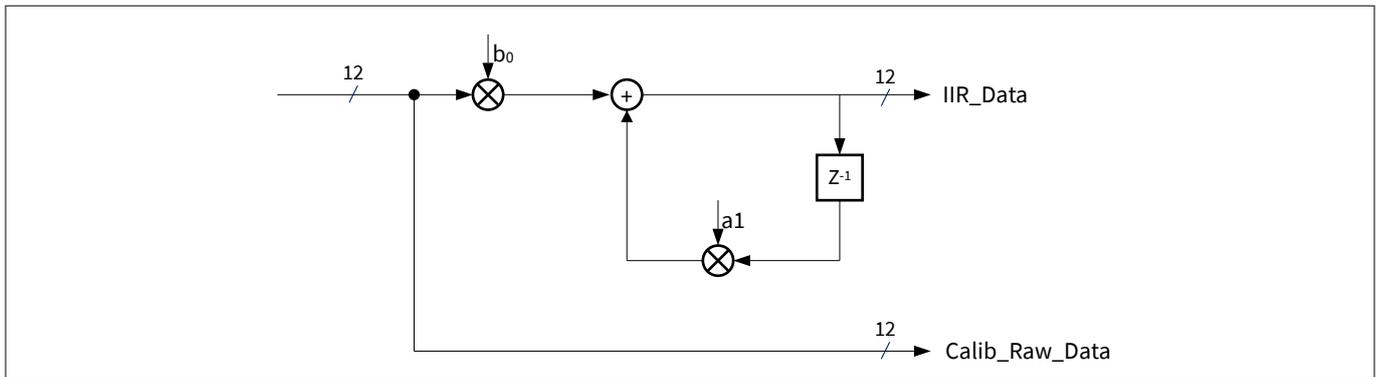 b₀
12
12
IIR_Data
+
Z⁻¹
a1
12
Calib_Raw_Data